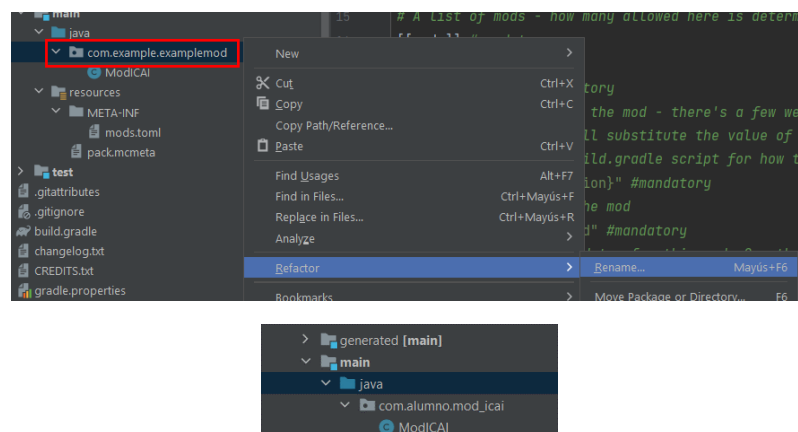 main
15 # A list of mods - how many allowed here is determ
java
com.example.examplemod
ModICAI
resources
META-INF
mods.toml
pack.mcmeta
test
.gitattributes
.gitignore
build.gradle
changelog.txt
CREDITS.txt
gradle.properties
New
Cut Ctrl+X
Copy Ctrl+C
Copy Path/Reference...
Paste Ctrl+V
Find Usages Alt+F7
Find in Files... Ctrl+Mayús+F
Replace in Files... Ctrl+Mayús+R
Analyze
Refactor
Bookmarks
tory
the mod - there's a few we
ll substitute the value of
ild.gradle script for how t
ion}" #mandatory
he mod
d" #mandatory
Rename... Mayús+F6
Move Package or Directory... F6
generated [main]
main
java
com.alumno.mod_icai
ModICAI